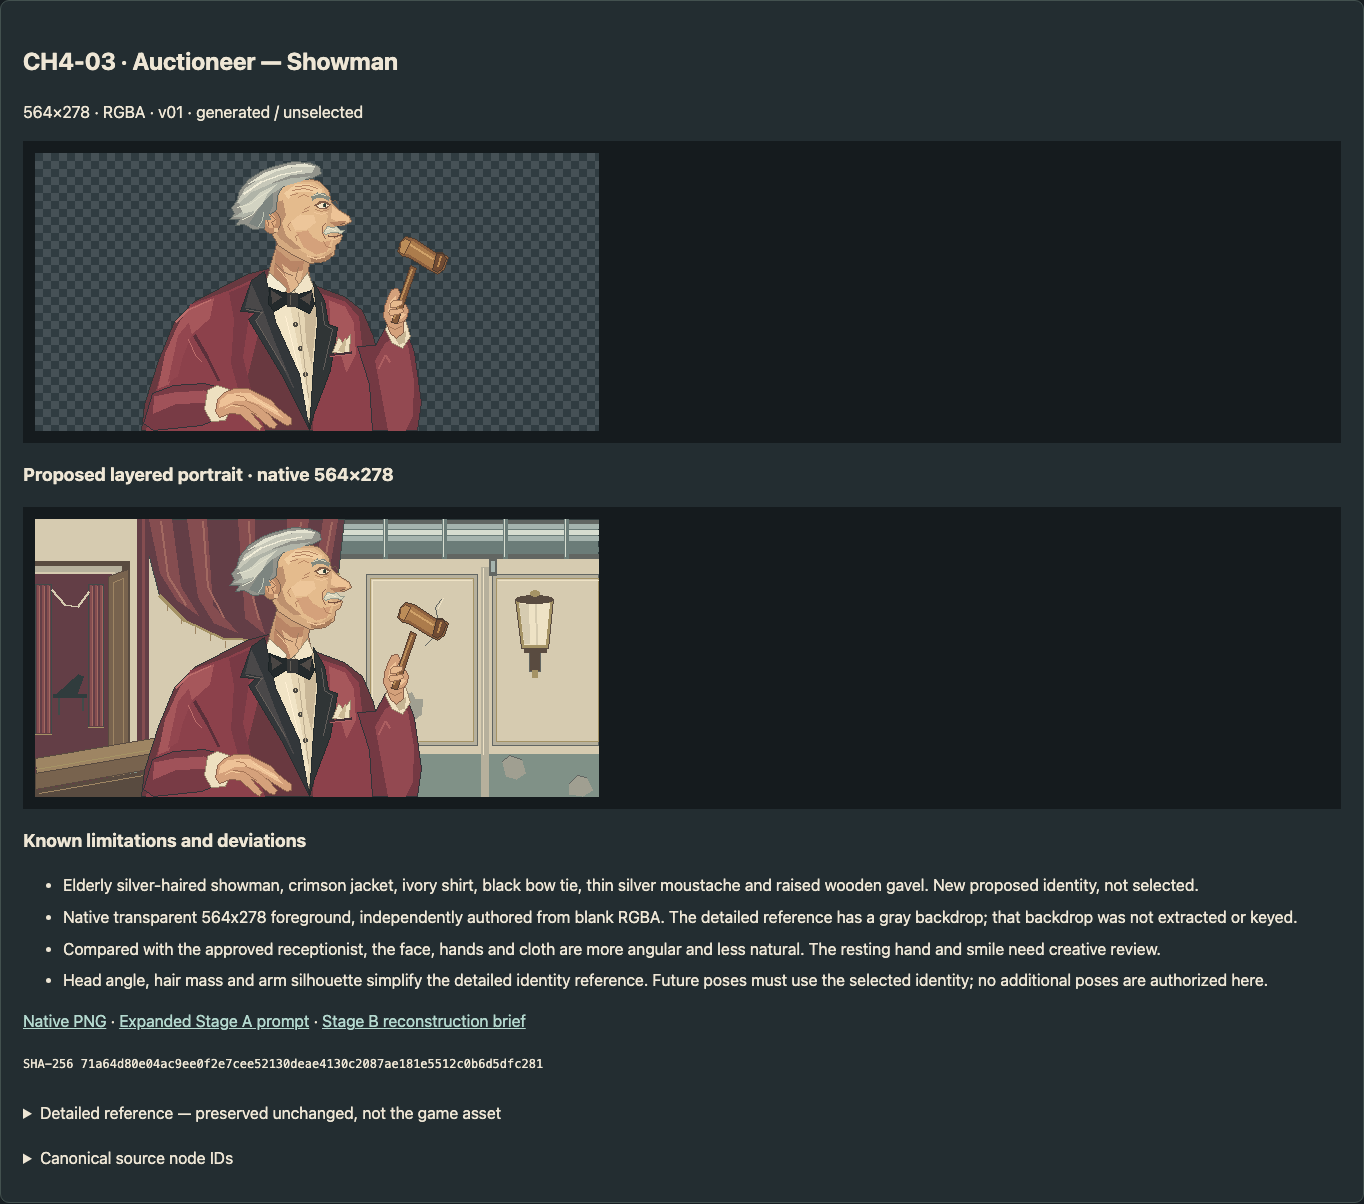 CH4-03 · Auctioneer — Showman
564×278 · RGBA · v01 · generated / unselected
Proposed layered portrait · native 564×278
Known limitations and deviations
• Elderly silver-haired showman, crimson jacket, ivory shirt, black bow tie, thin silver moustache and raised wooden gavel. New proposed identity, not selected.
• Native transparent 564x278 foreground, independently authored from blank RGBA. The detailed reference has a gray backdrop; that backdrop was not extracted or keyed.
• Compared with the approved receptionist, the face, hands and cloth are more angular and less natural. The resting hand and smile need creative review.
• Head angle, hair mass and arm silhouette simplify the detailed identity reference. Future poses must use the selected identity; no additional poses are authorized here.
Native PNG · Expanded Stage A prompt · Stage B reconstruction brief
SHA-256 71a64d80e04ac9ee0f2e7cee52130deae4130c2087ae181e5512c0b6d5dfc281
▶ Detailed reference — preserved unchanged, not the game asset
▶ Canonical source node IDs